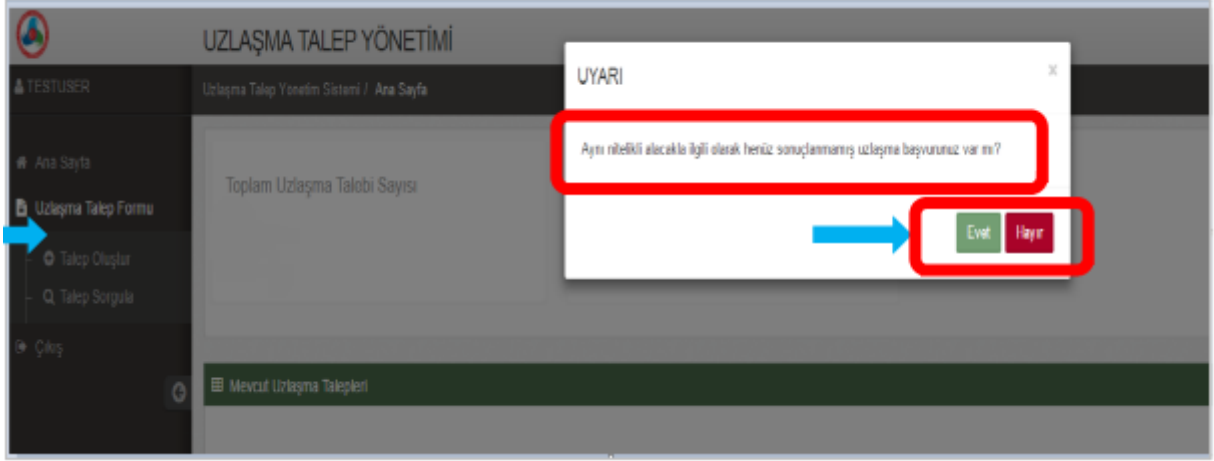 UZLAŞMA TALEP YÖNETİMİ
TESTUSER
Uzlaşma Talep Yonetim Sistemi / Ana Sayfa
Ana Sayfa
Uzlaşma Talep Formu
Talep Oluştur
Talep Sorgula
Çıkış
Toplam Uzlaşma Talebi Sayısı
Mevcut Uzlaşma Talepleri
UYARI
x
Aynı nitelikli alacakla ilgili olarak henüz sonuçlanmamış uzlaşma başvurunuz var mı?
Evet Hayır